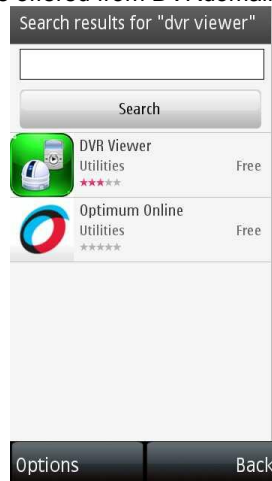 Search results for "dvr viewer"
Search
DVR Viewer
Utilities Free
Optimum Online
Utilities Free
Options Back